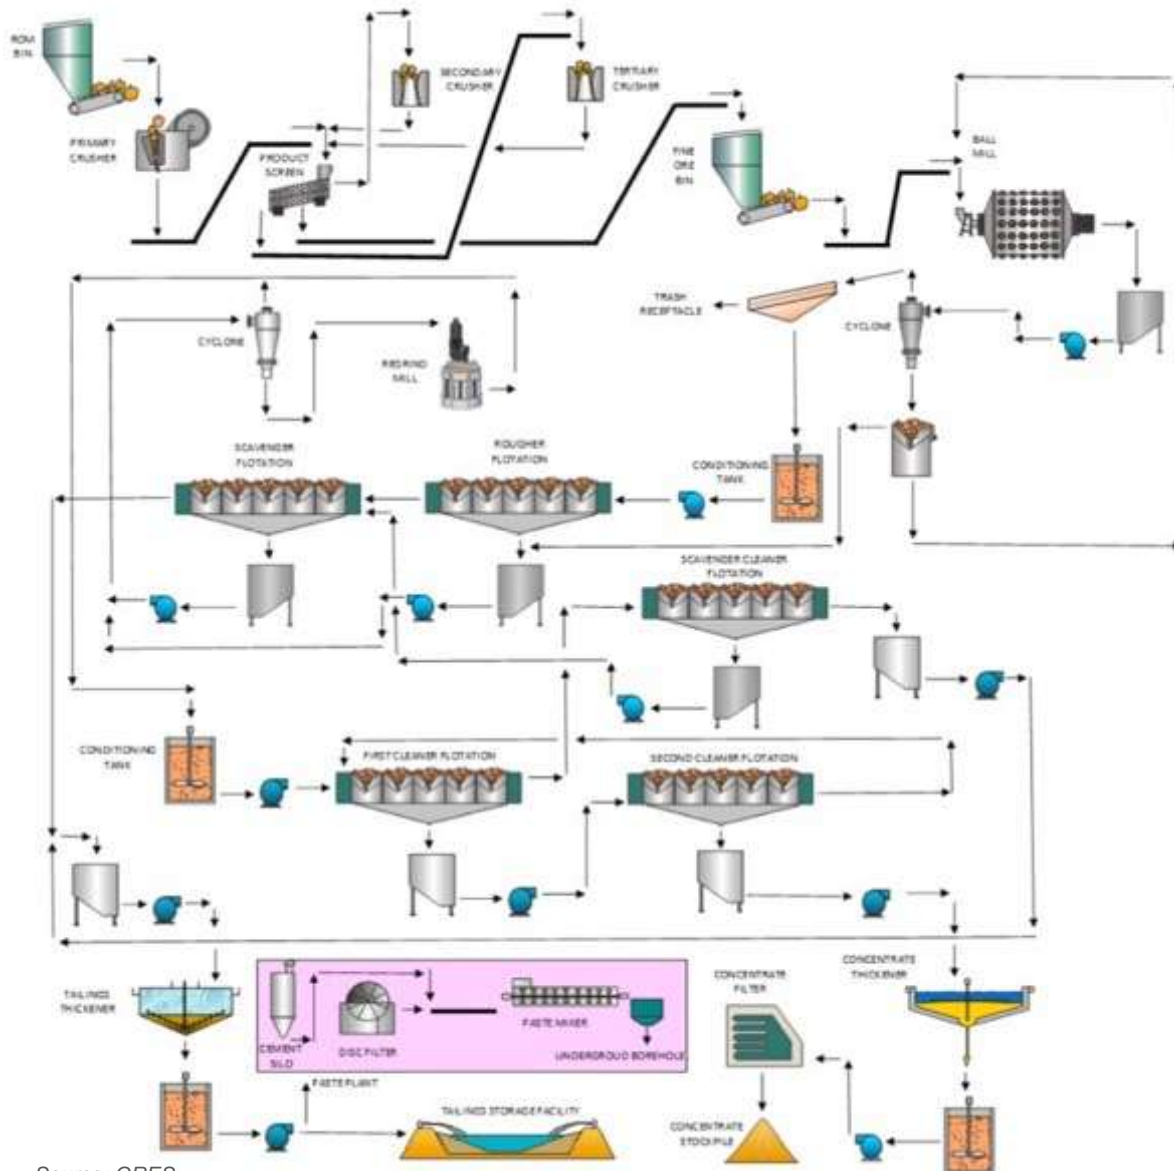 ROM
BIN
PRIMARY
CRUSHER
PRODUCT
SCREEN
SECONDARY
CRUSHER
TERTIARY
CRUSHER
FINE
ORE
BIN
BALL
MILL
CYCLONE
REGRIND
MILL
TRASH
RECEPTACLE
CYCLONE
SCAVENGER
FLOTATION
ROUGHER
FLOTATION
CONDITIONING
TANK
SCAVENGER CLEANER
FLOTATION
CONDITIONING
TANK
FIRST CLEANER FLOTATION
SECOND CLEANER FLOTATION
TAILINGS
THICKENER
CEMENT
SILO
DISC FILTER
PASTE MIXER
UNDERGROUD BOREHOLE
CONCENTRATE
FILTER
CONCENTRATE
THICKENER
PASTE PLANT
TAILINGS STORAGE FACILITY
CONCENTRATE
STOCKPILE